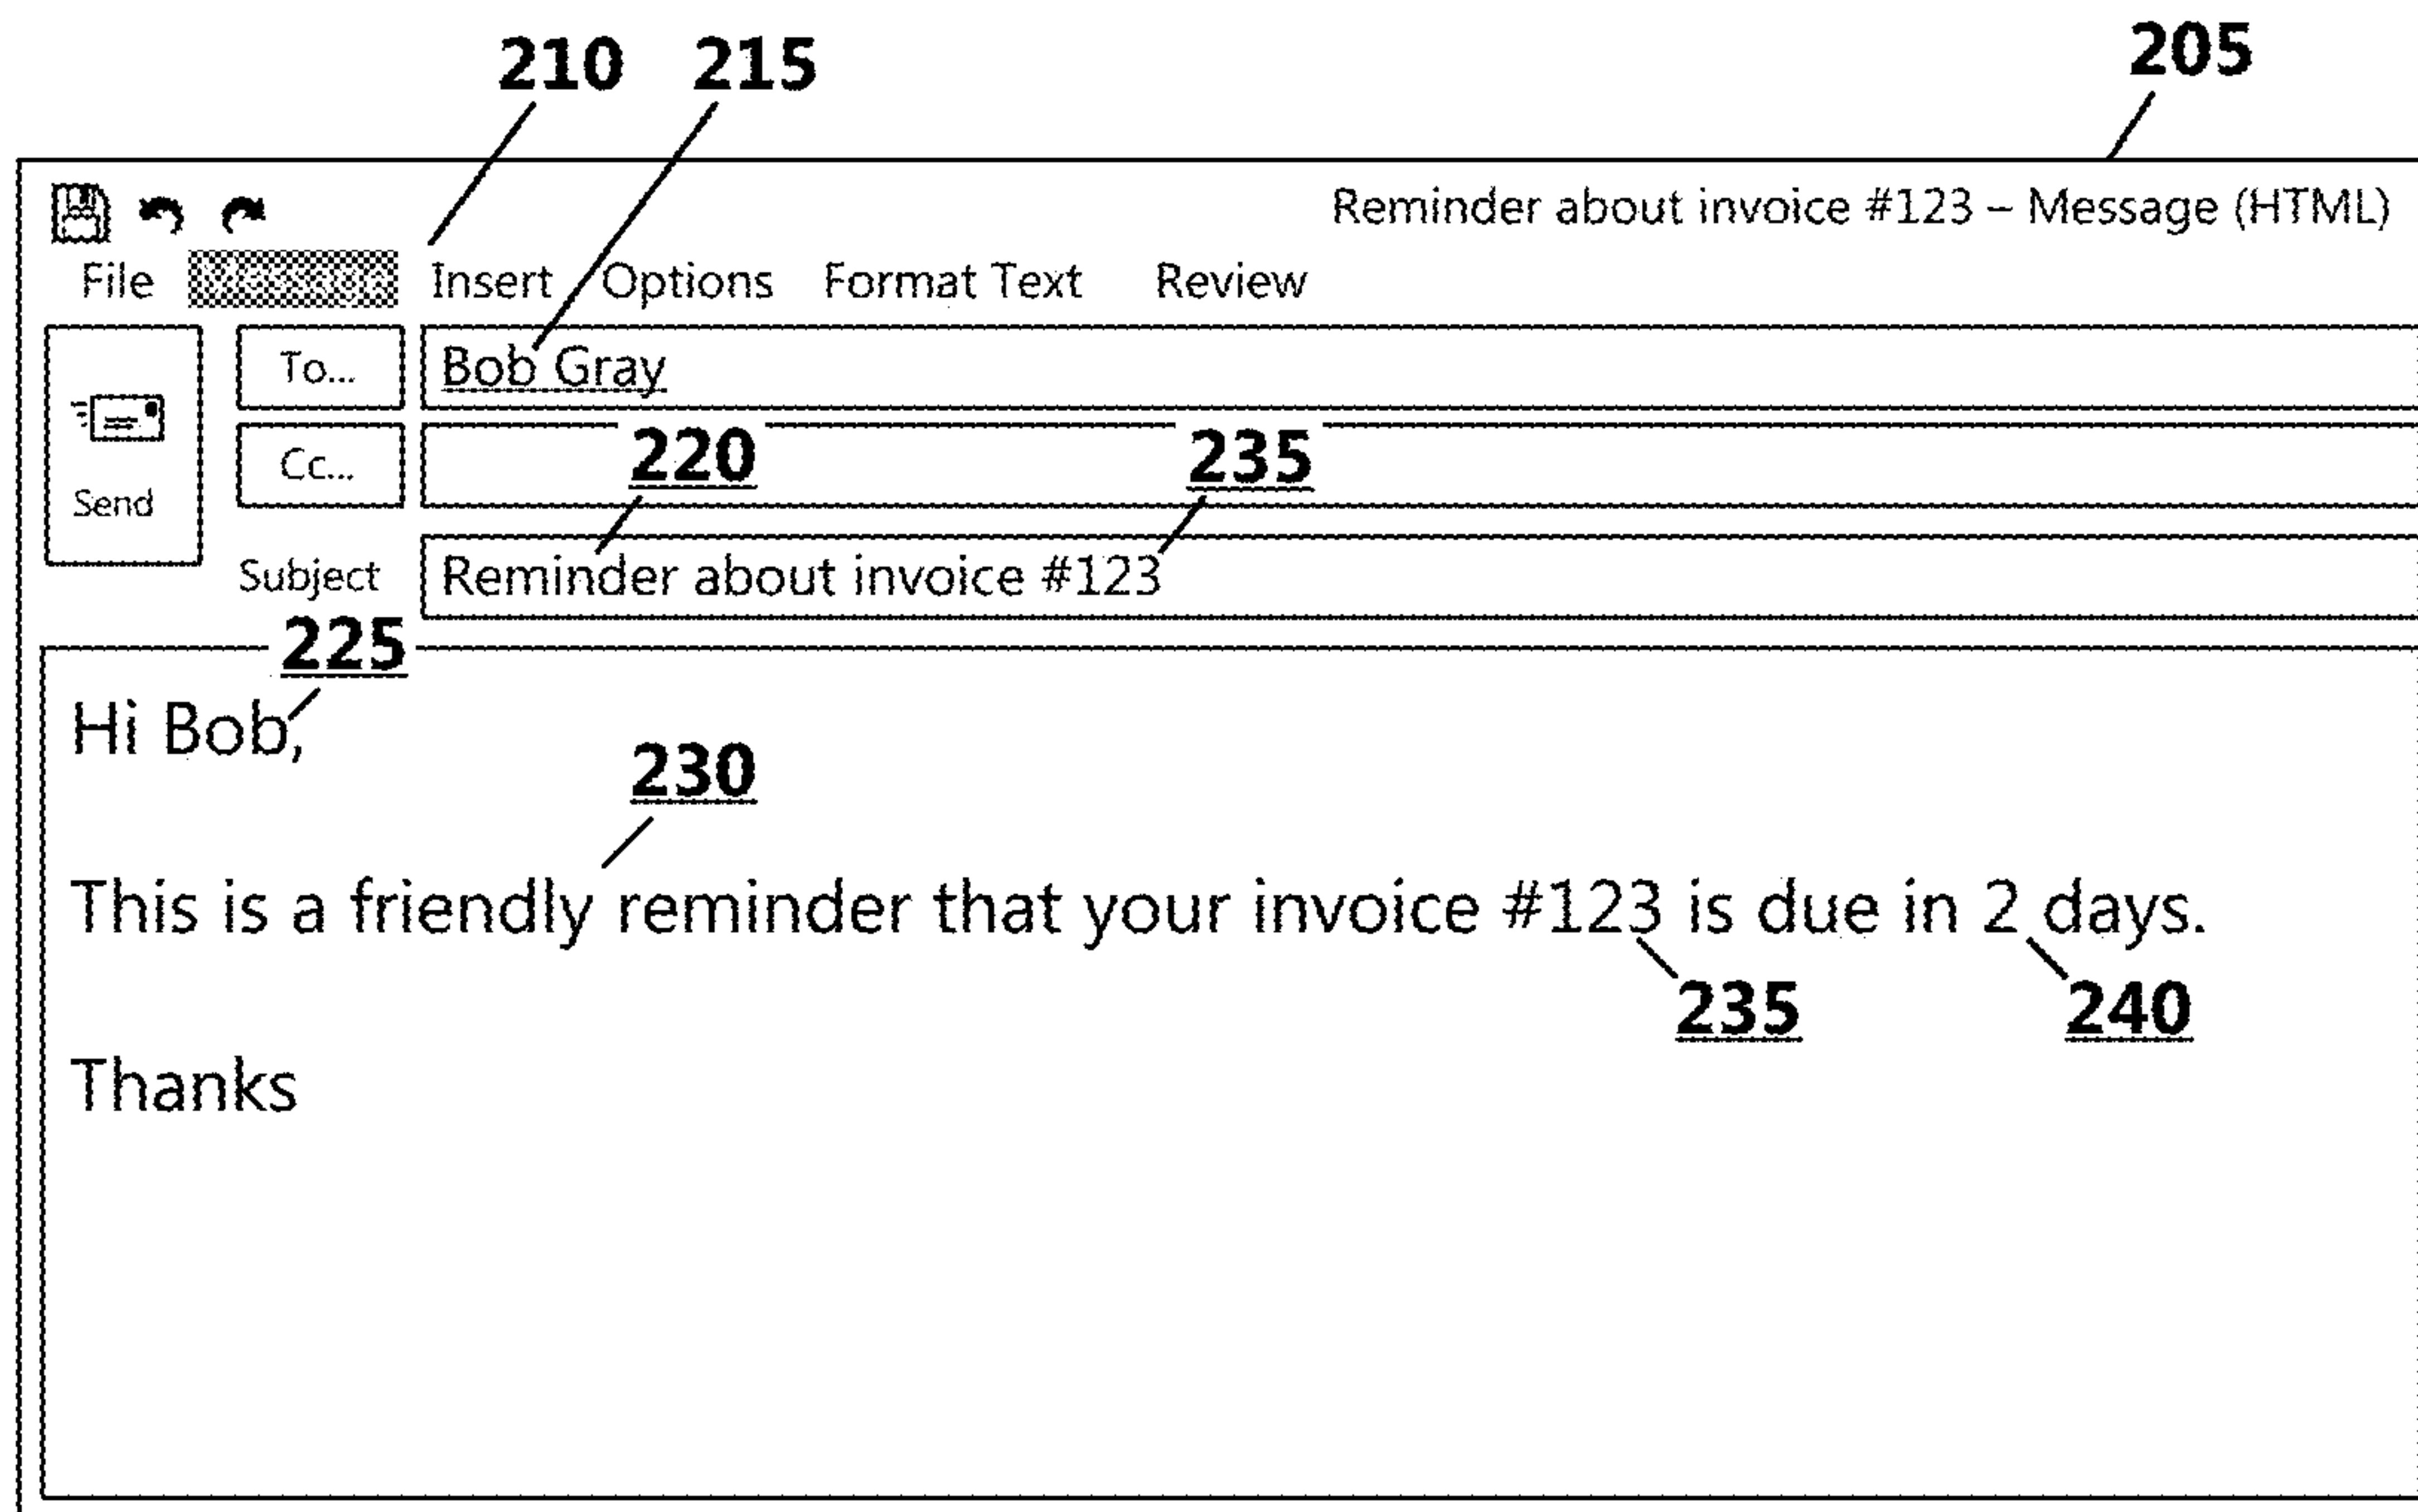 210 215 205
Reminder about invoice #123 – Message (HTML)
File Message Insert Options Format Text Review
To... Bob Gray
220 235
Cc...
Send
Subject Reminder about invoice #123
225
Hi Bob,
230
This is a friendly reminder that your invoice #123 is due in 2 days.
235 240
Thanks